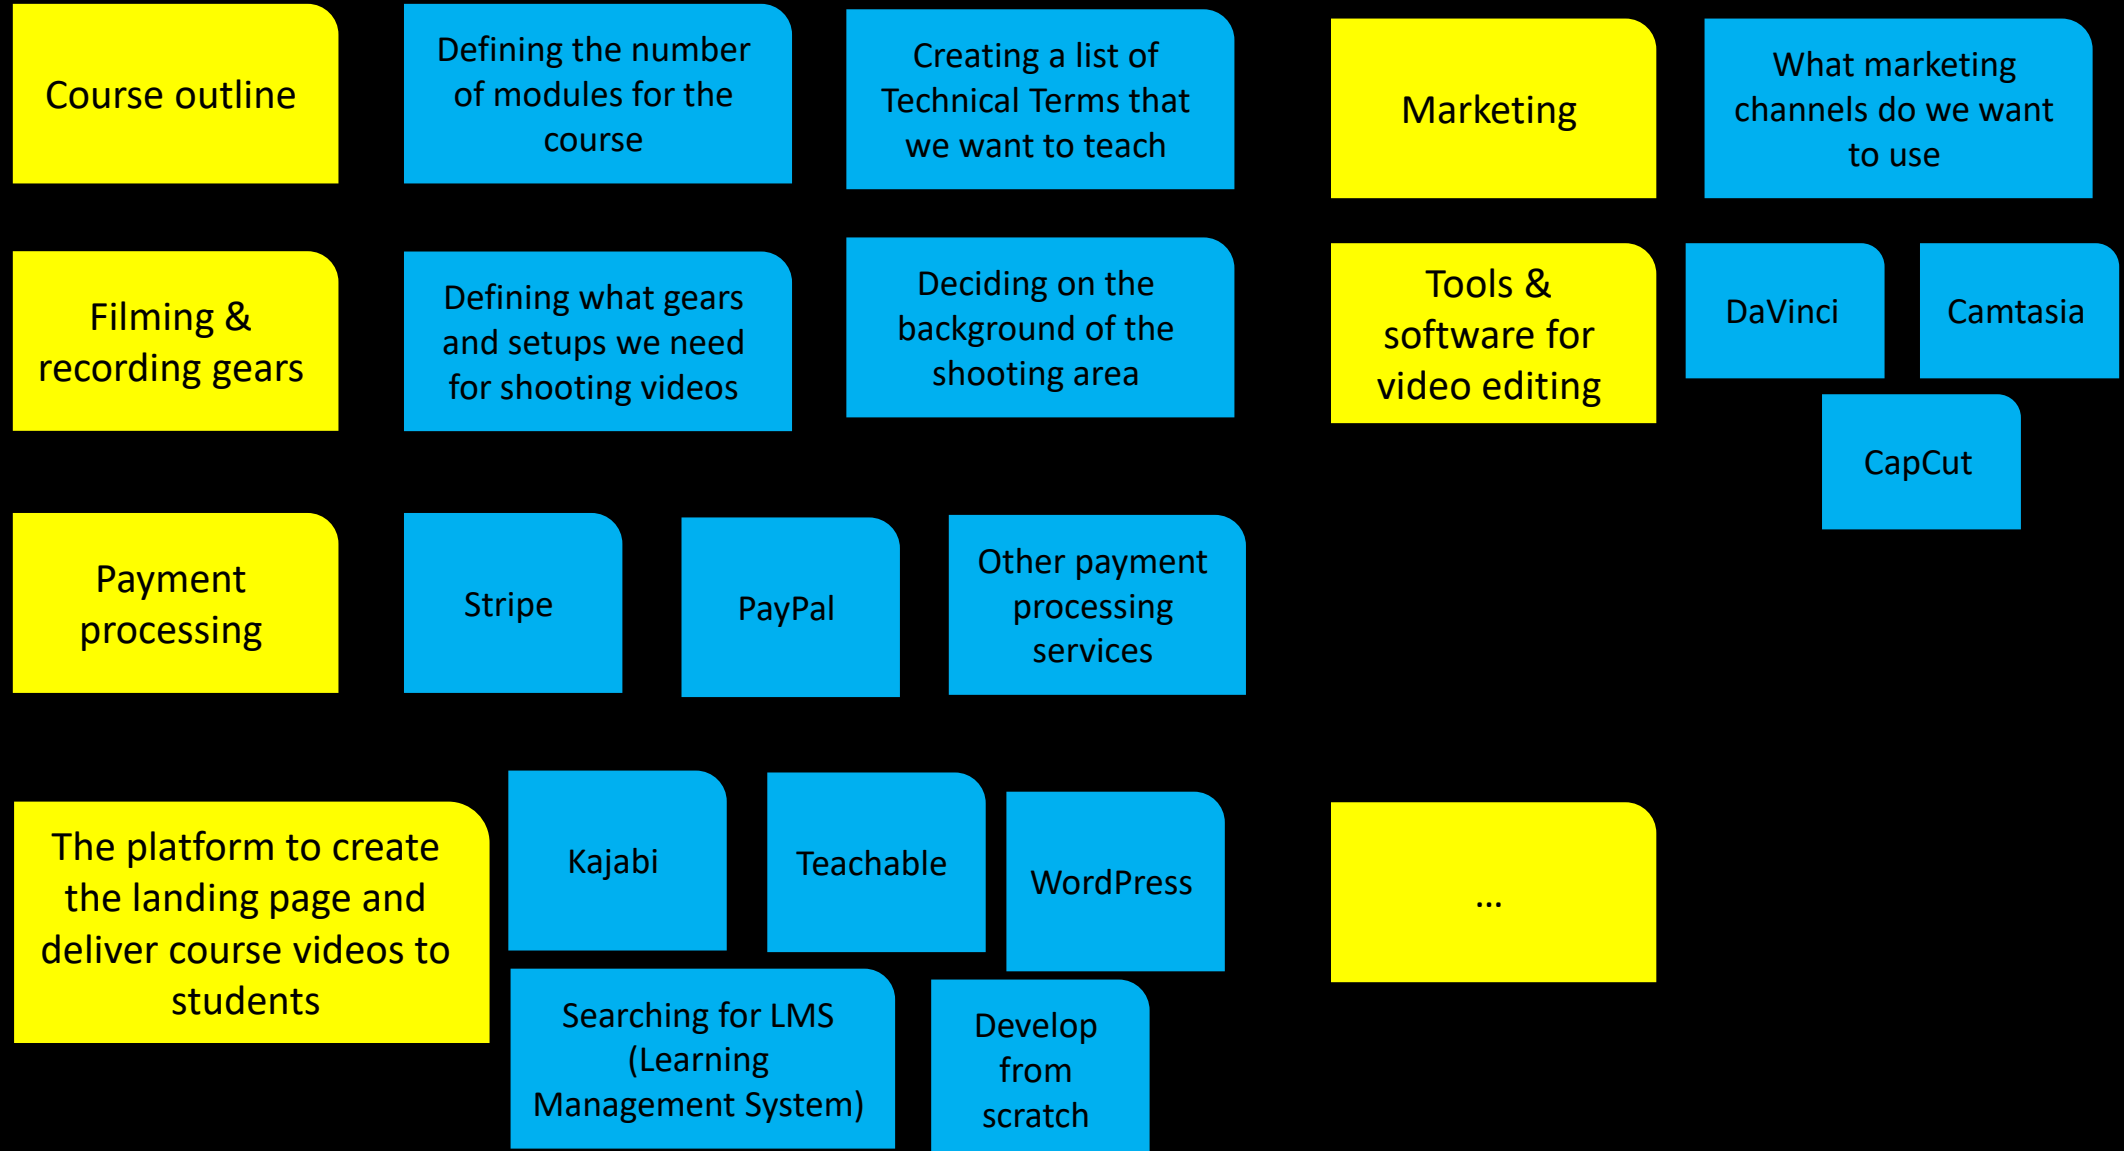 Course outline
Defining the number
of modules for the
course
Creating a list of
Technical Terms that
we want to teach
Marketing
What marketing
channels do we want
to use
Filming &
recording gears
Defining what gears
and setups we need
for shooting videos
Deciding on the
background of the
shooting area
Tools &
software for
video editing
DaVinci
Camtasia
CapCut
Payment
processing
Stripe
PayPal
Other payment
processing
services
The platform to create
the landing page and
deliver course videos to
students
Kajabi
Teachable
WordPress
Searching for LMS
(Learning
Management System)
Develop
from
scratch
...